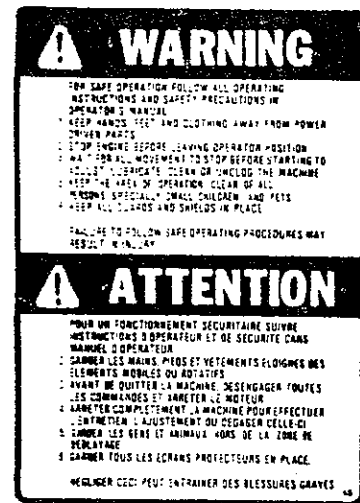 WARNING
FOR SAFE OPERATION FOLLOW ALL OPERATING
INSTRUCTIONS AND SAFETY PRECAUTIONS IN
OPERATOR'S MANUAL
1 KEEP HANDS FEET AND CLOTHING AWAY FROM POWER
DRIVEN PARTS
2 STOP ENGINE BEFORE LEAVING OPERATOR POSITION
3 WAIT FOR ALL MOVEMENT TO STOP BEFORE STARTING TO
ADJUST LUBRICATE CLEAN OR UNCLOG THE MACHINE
KEEP THE AREA OF OPERATION CLEAR OF ALL
PERSONS SPECIALLY SMALL CHILDREN AND PETS
KEEP ALL GUARDS AND SHIELDS IN PLACE
FAILURE TO FOLLOW SAFE OPERATING PROCEDURES MAY
RESULT IN INJURY
ATTENTION
POUR UN FONCTIONNEMENT SECURITAIRE SUIVRE
INSTRUCTIONS D OPERATEUR ET DE SECURITE DANS
MANUEL D OPERATEUR
GARDER LES MAINS, PIEDS ET VETEMENTS ELOIGNES DES
ELEMENTS MOBILES OU ROTATIFS
AVANT DE QUITTER LA MACHINE, DESENGAGER TOUTES
LES COMMANDES ET ARRETER LE MOTEUR
4 ARRETER COMPLETEMENT LA MACHINE POUR EFFECTUER
L'ENTRETIEN L'AJUSTEMENT OU DEGAGER CELLE-CI
5 GARDER LES GENS ET ANIMAUX HORS DE LA ZONE DE
DEBLAYAGE
6 GARDER TOUS LES ECRANS PROTECTEURS EN PLACE.
NEGLIGER CECI PEUT ENTRAINER DES BLESSURES GRAVES